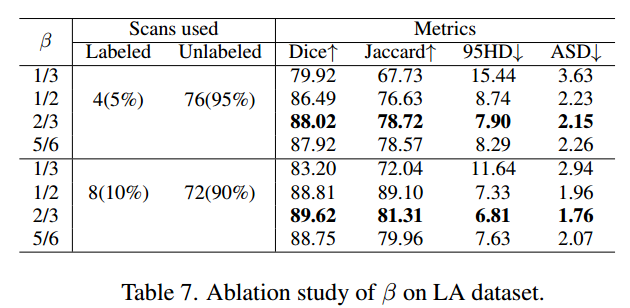 β Scans used Metrics
Labeled Unlabeled Dice↑ Jaccard↑ 95HD↓ ASD↓
1/3 79.92 67.73 15.44 3.63
1/2 4(5%) 76(95%) 86.49 76.63 8.74 2.23
2/3 88.02 78.72 7.90 2.15
5/6 87.92 78.57 8.29 2.26
1/3 83.20 72.04 11.64 2.94
1/2 8(10%) 72(90%) 88.81 89.10 7.33 1.96
2/3 89.62 81.31 6.81 1.76
5/6 88.75 79.96 7.63 2.07
Table 7. Ablation study of β on LA dataset.